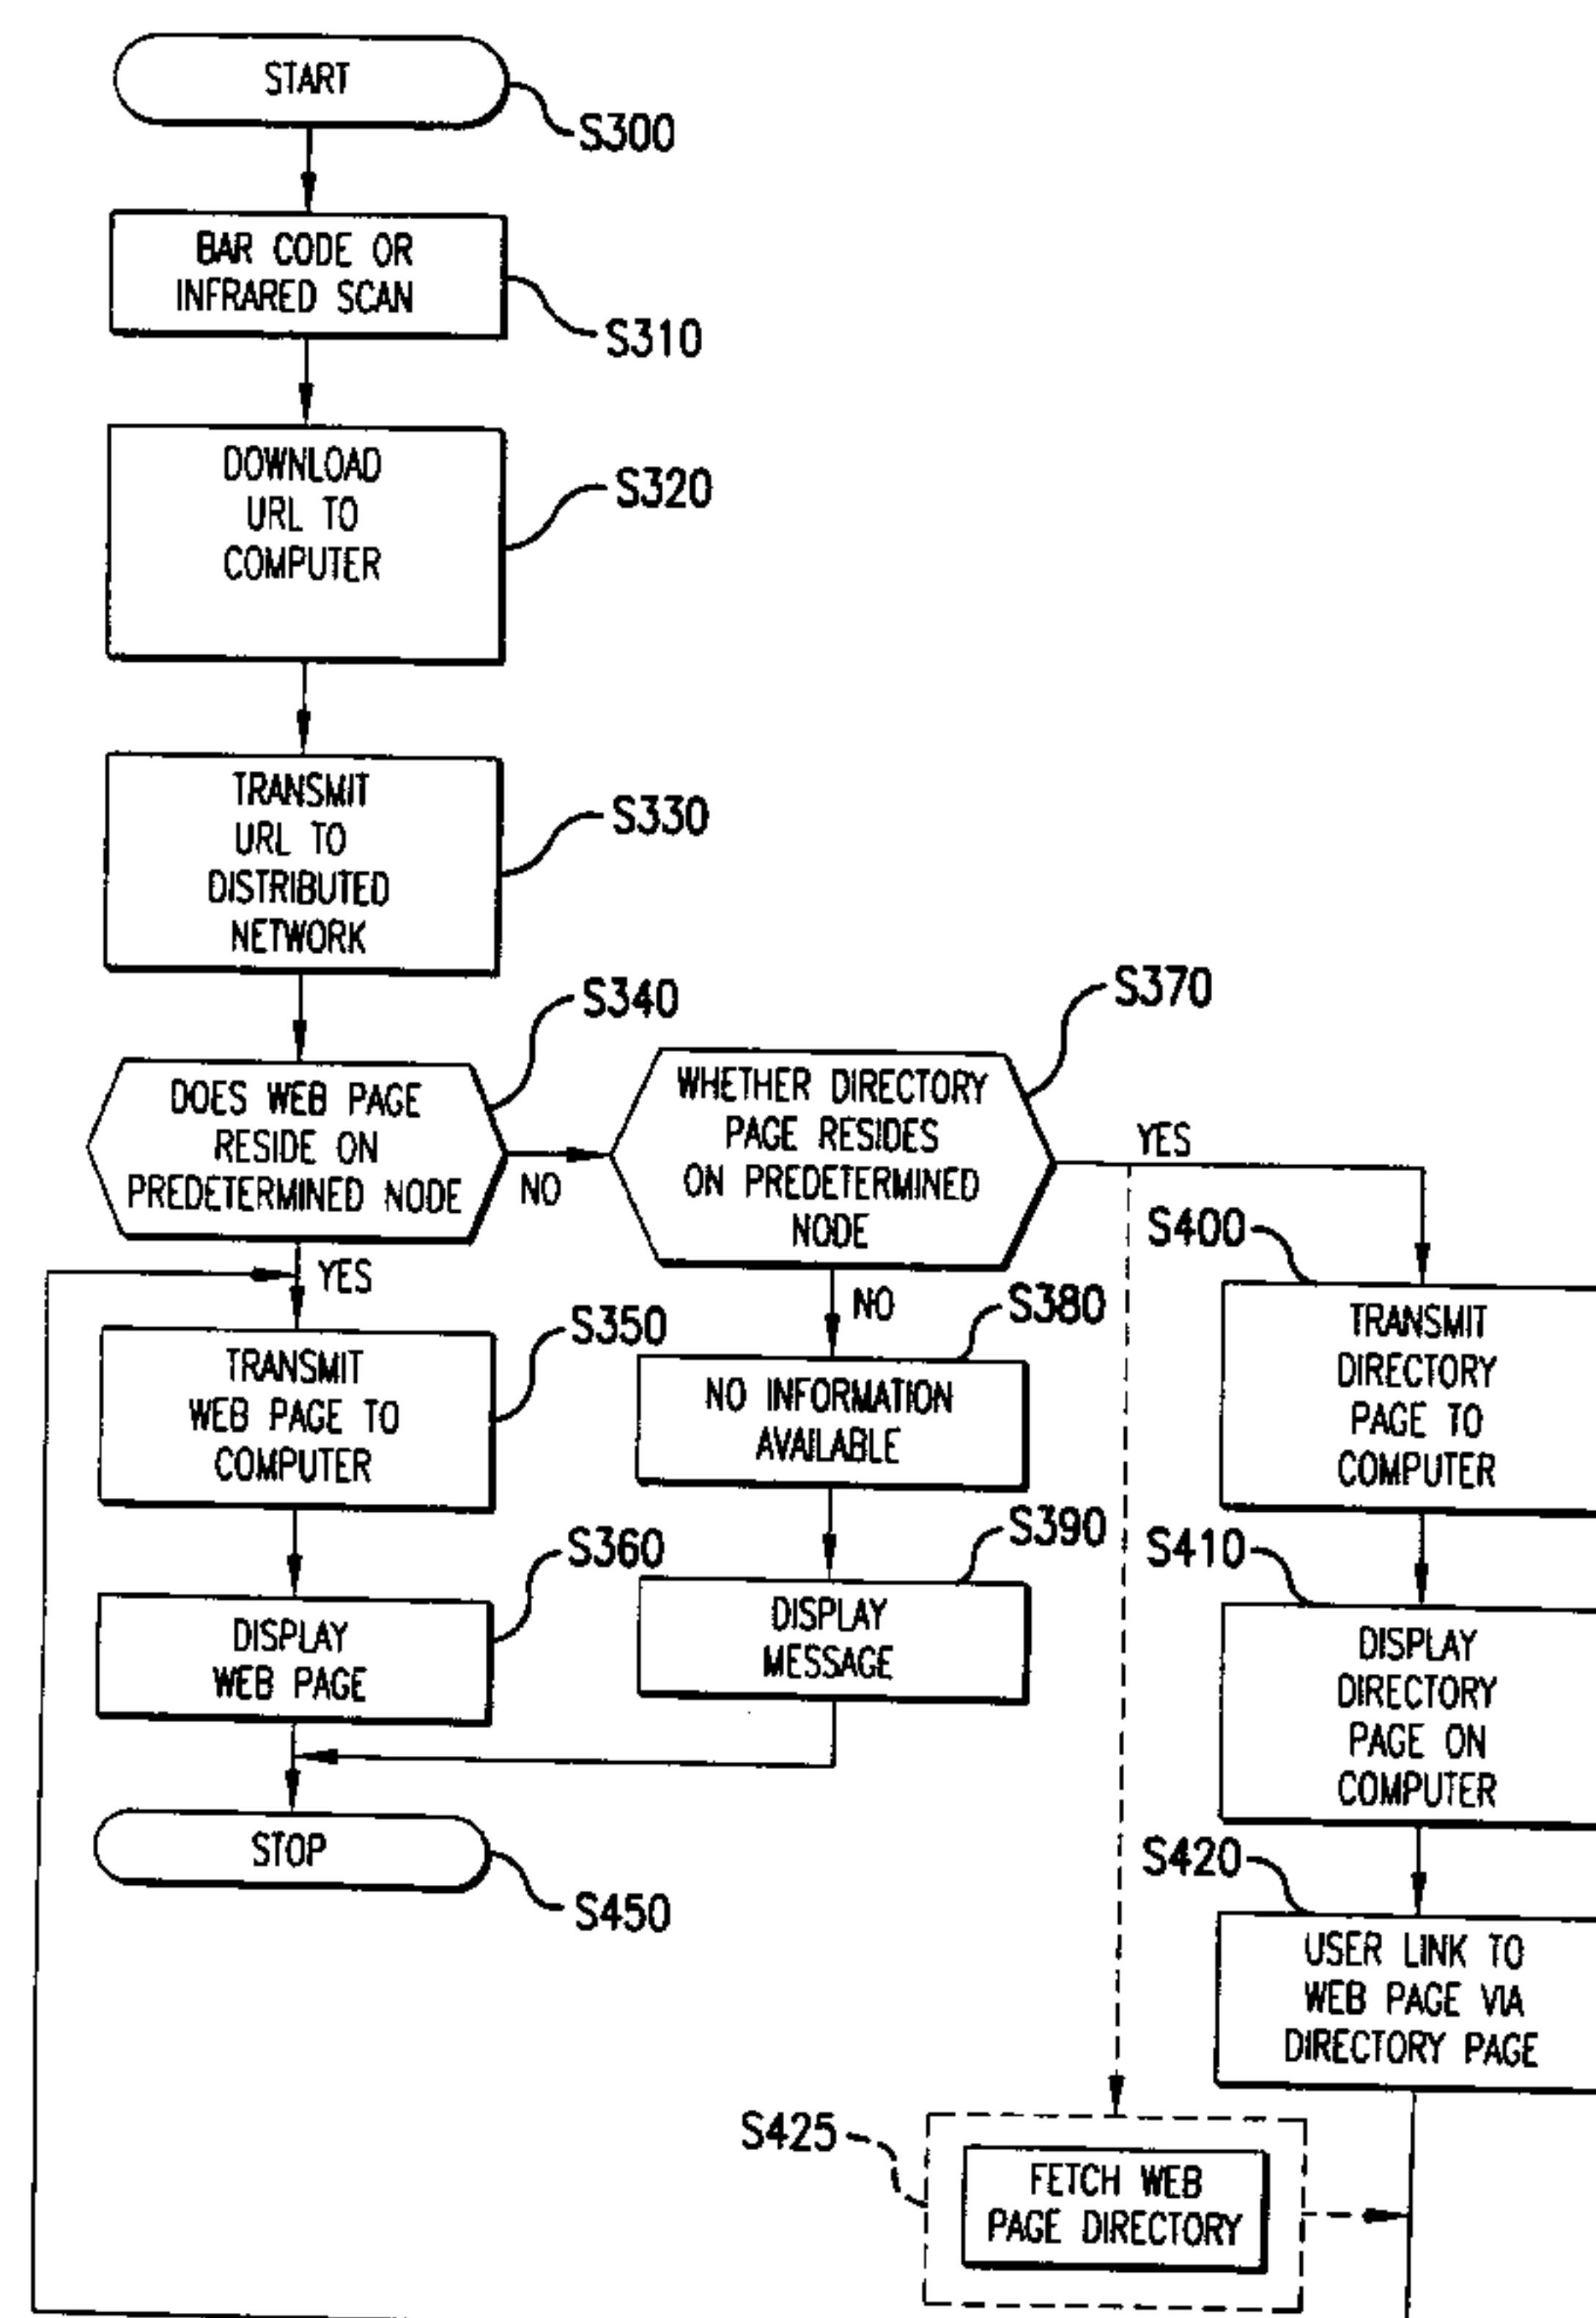 START
S300
BAR CODE OR
INFRARED SCAN
S310
DOWNLOAD
URL TO
COMPUTER
S320
TRANSMIT
URL TO
DISTRIBUTED
NETWORK
S330
S340
DOES WEB PAGE
RESIDE ON
PREDETERMINED NODE
NO
YES
S370
WHETHER DIRECTORY
PAGE RESIDES
ON PREDETERMINED
NODE
YES
NO
S350
TRANSMIT
WEB PAGE TO
COMPUTER
S360
DISPLAY
WEB PAGE
S380
NO INFORMATION
AVAILABLE
S390
DISPLAY
MESSAGE
STOP
S450
S400
TRANSMIT
DIRECTORY
PAGE TO
COMPUTER
S410
DISPLAY
DIRECTORY
PAGE ON
COMPUTER
S420
USER LINK TO
WEB PAGE VIA
DIRECTORY PAGE
S425
FETCH WEB
PAGE DIRECTORY